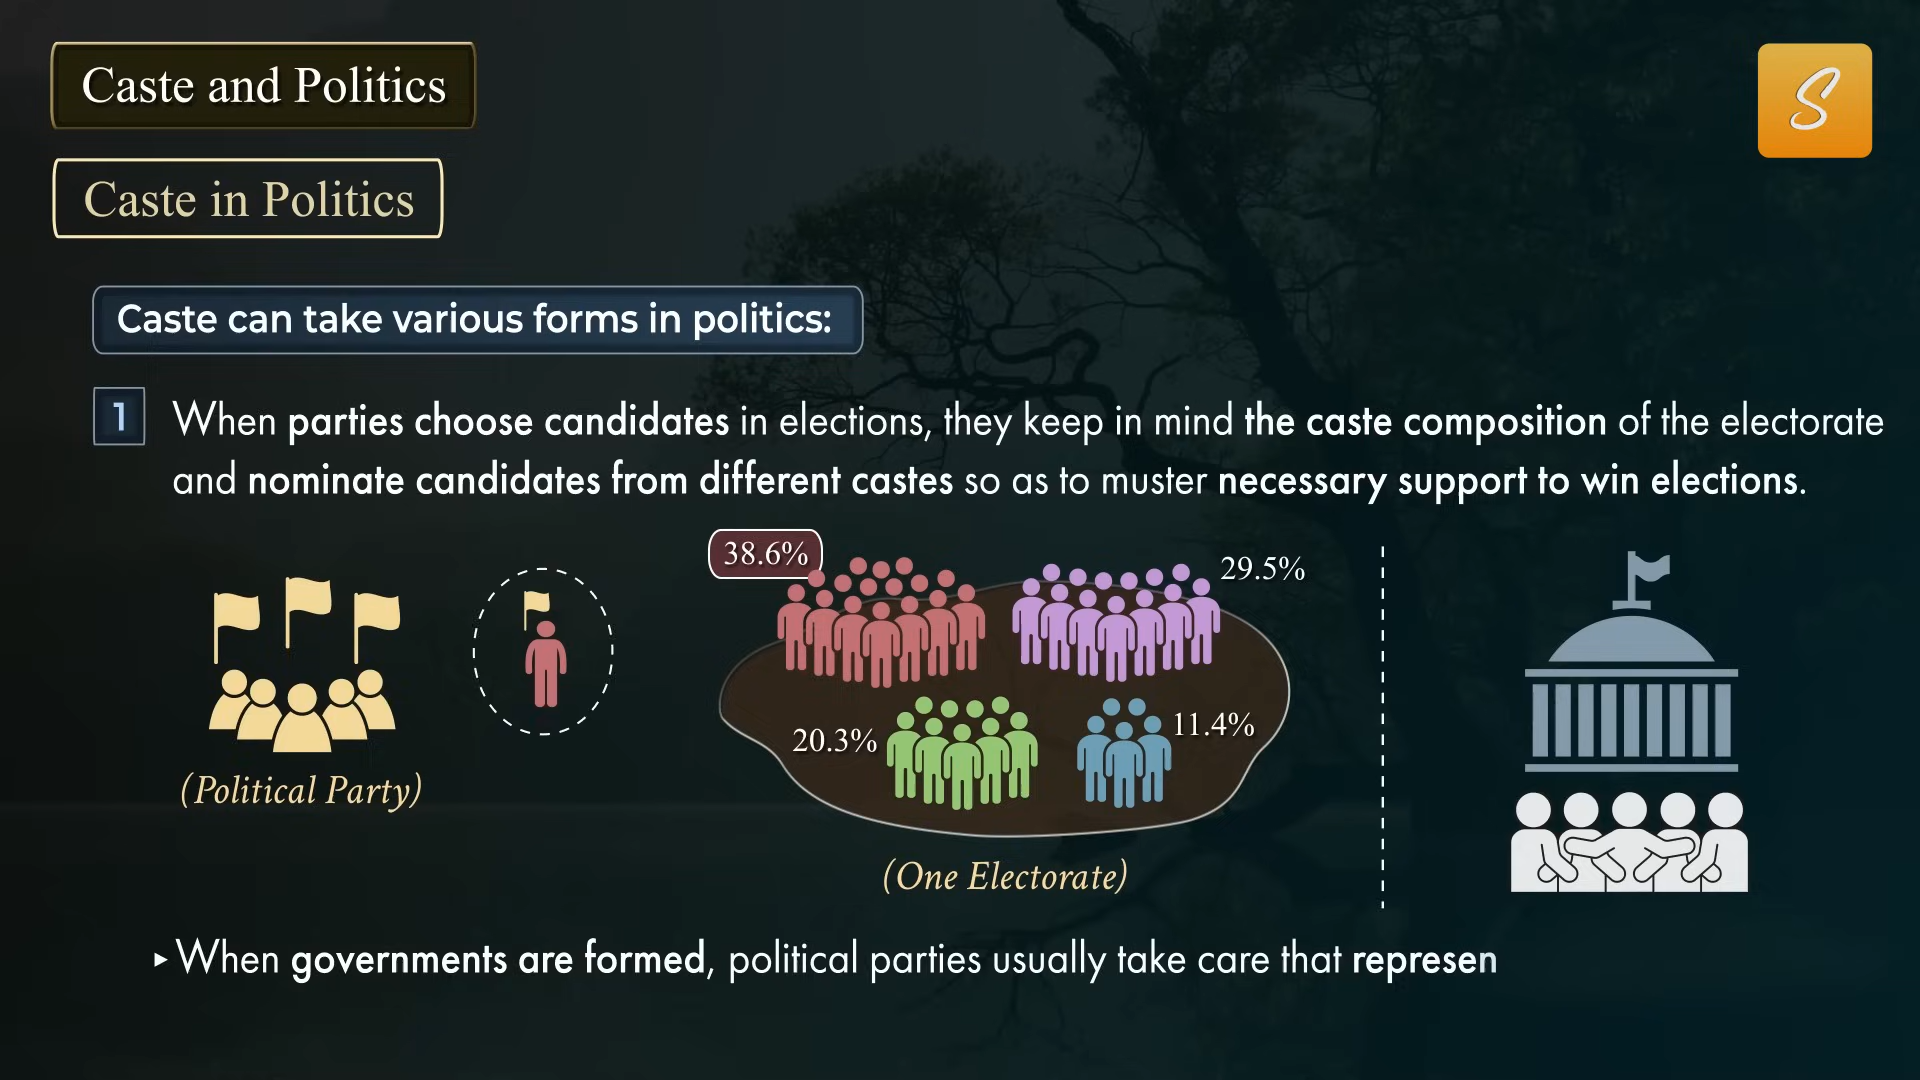 Caste and Politics
S
Caste in Politics
Caste can take various forms in politics:
1 When parties choose candidates in elections, they keep in mind the caste composition of the electorate
and nominate candidates from different castes so as to muster necessary support to win elections.
38.6%
29.5%
20.3%
11.4%
(Political Party)
(One Electorate)
▸When governments are formed, political parties usually take care that represen